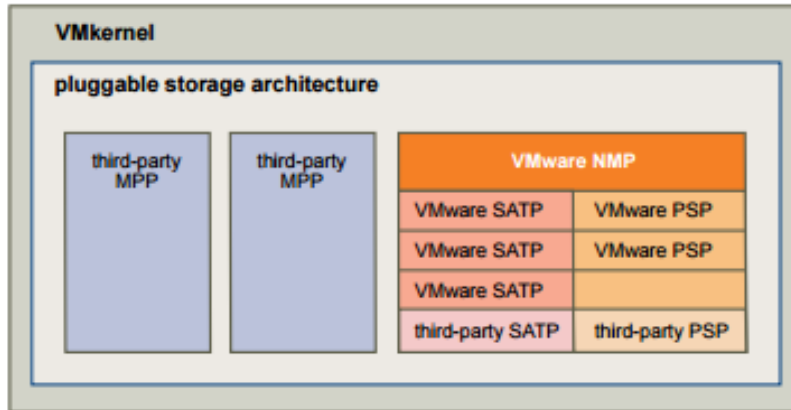 VMkernel
pluggable storage architecture
third-party
MPP
third-party
MPP
VMware NMP
VMware SATP
VMware PSP
VMware SATP
VMware PSP
VMware SATP
third-party SATP
third-party PSP